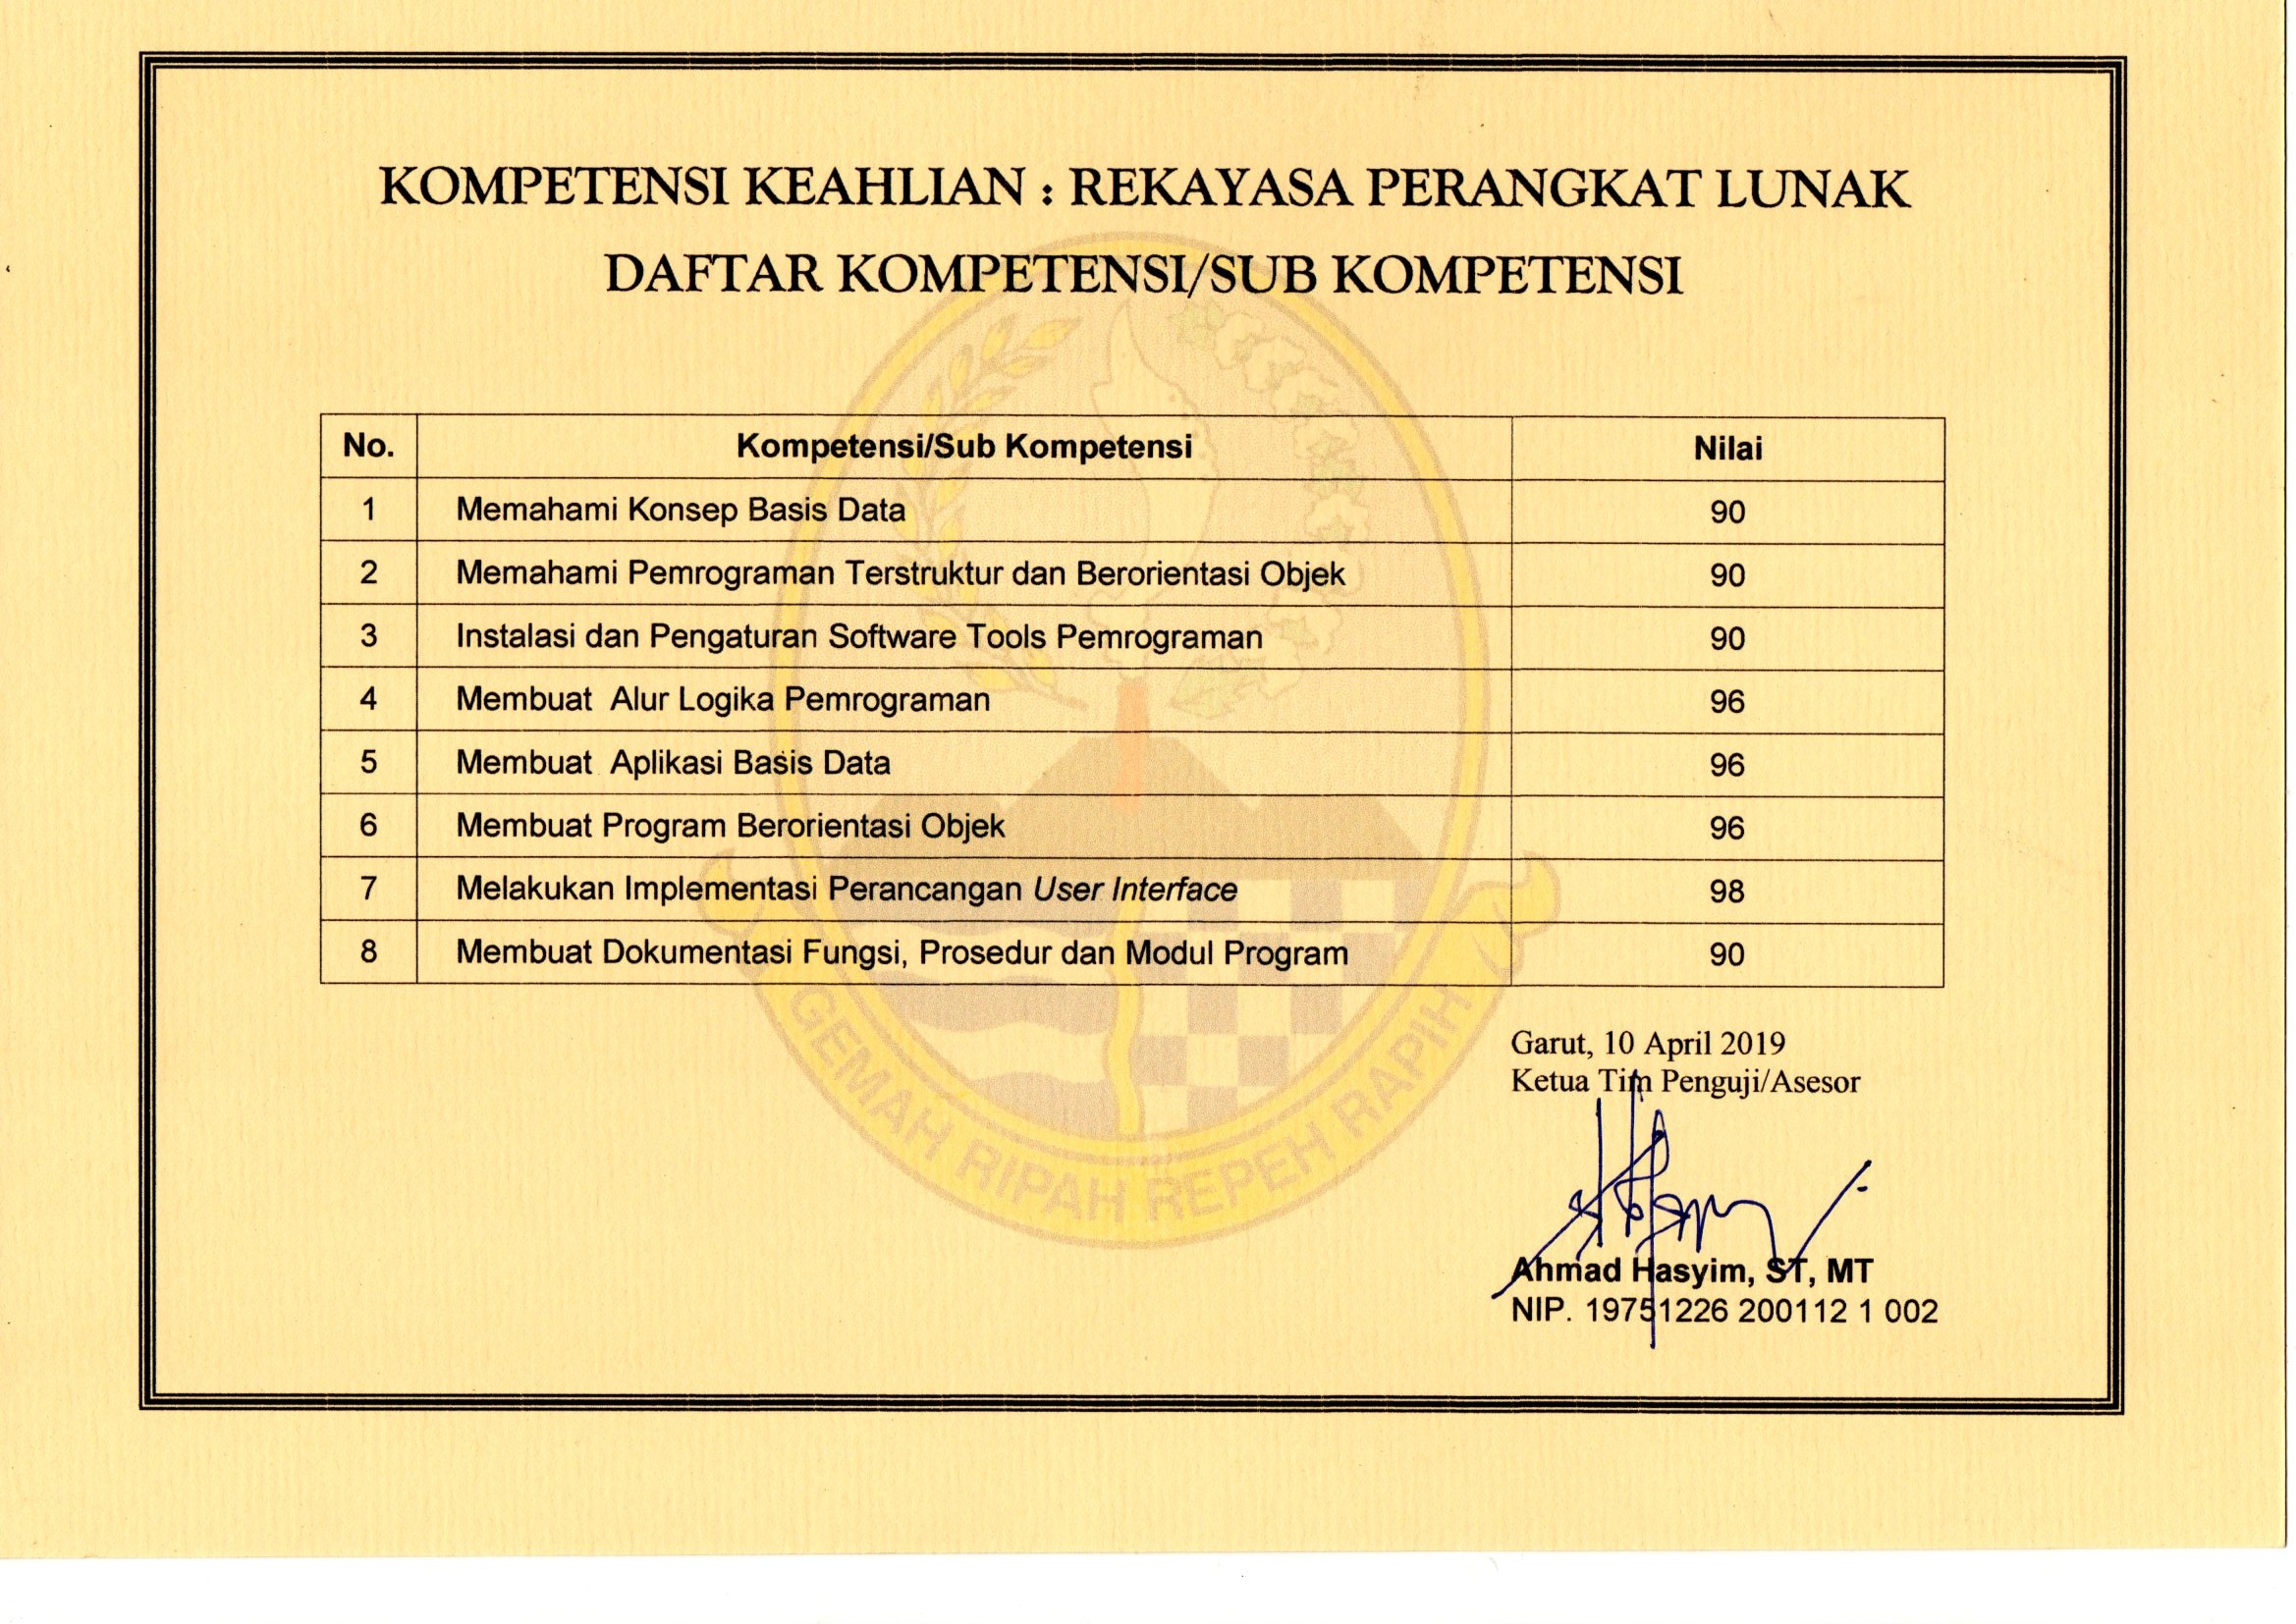 KOMPETENSI KEAHLIAN : REKAYASA PERANGKAT LUNAK
DAFTAR KOMPETENSI/SUB KOMPETENSI
No. Kompetensi/Sub Kompetensi Nilai
1 Memahami Konsep Basis Data 90
2 Memahami Pemrograman Terstruktur dan Berorientasi Objek 90
3 Instalasi dan Pengaturan Software Tools Pemrograman 90
4 Membuat Alur Logika Pemrograman 96
5 Membuat Aplikasi Basis Data 96
6 Membuat Program Berorientasi Objek 96
7 Melakukan Implementasi Perancangan User Interface 98
8 Membuat Dokumentasi Fungsi, Prosedur dan Modul Program 90
GEMAH RIPAH REPEH RAPIH
Garut, 10 April 2019
Ketua Tim Penguji/Asesor
Ahmad Hasyim, ST, MT
NIP. 19751226 200112 1 002